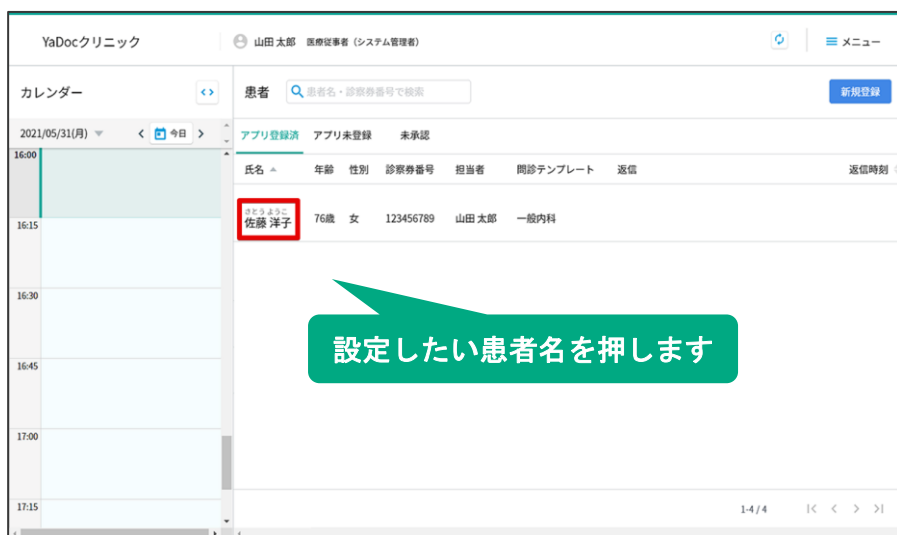 YaDocクリニック
山田 太郎 医療従事者（システム管理者）
メニュー
カレンダー
患者
患者名・診察券番号で検索
新規登録
2021/05/31(月)
今日
アプリ登録済 アプリ未登録 未承認
氏名 年齢 性別 診察券番号 担当者 問診テンプレート 返信 返信時刻
さとう ようこ
佐藤 洋子 76歳 女 123456789 山田 太郎 一般内科
16:00
16:15
16:30
16:45
17:00
17:15
設定したい患者名を押します
1-4 / 4